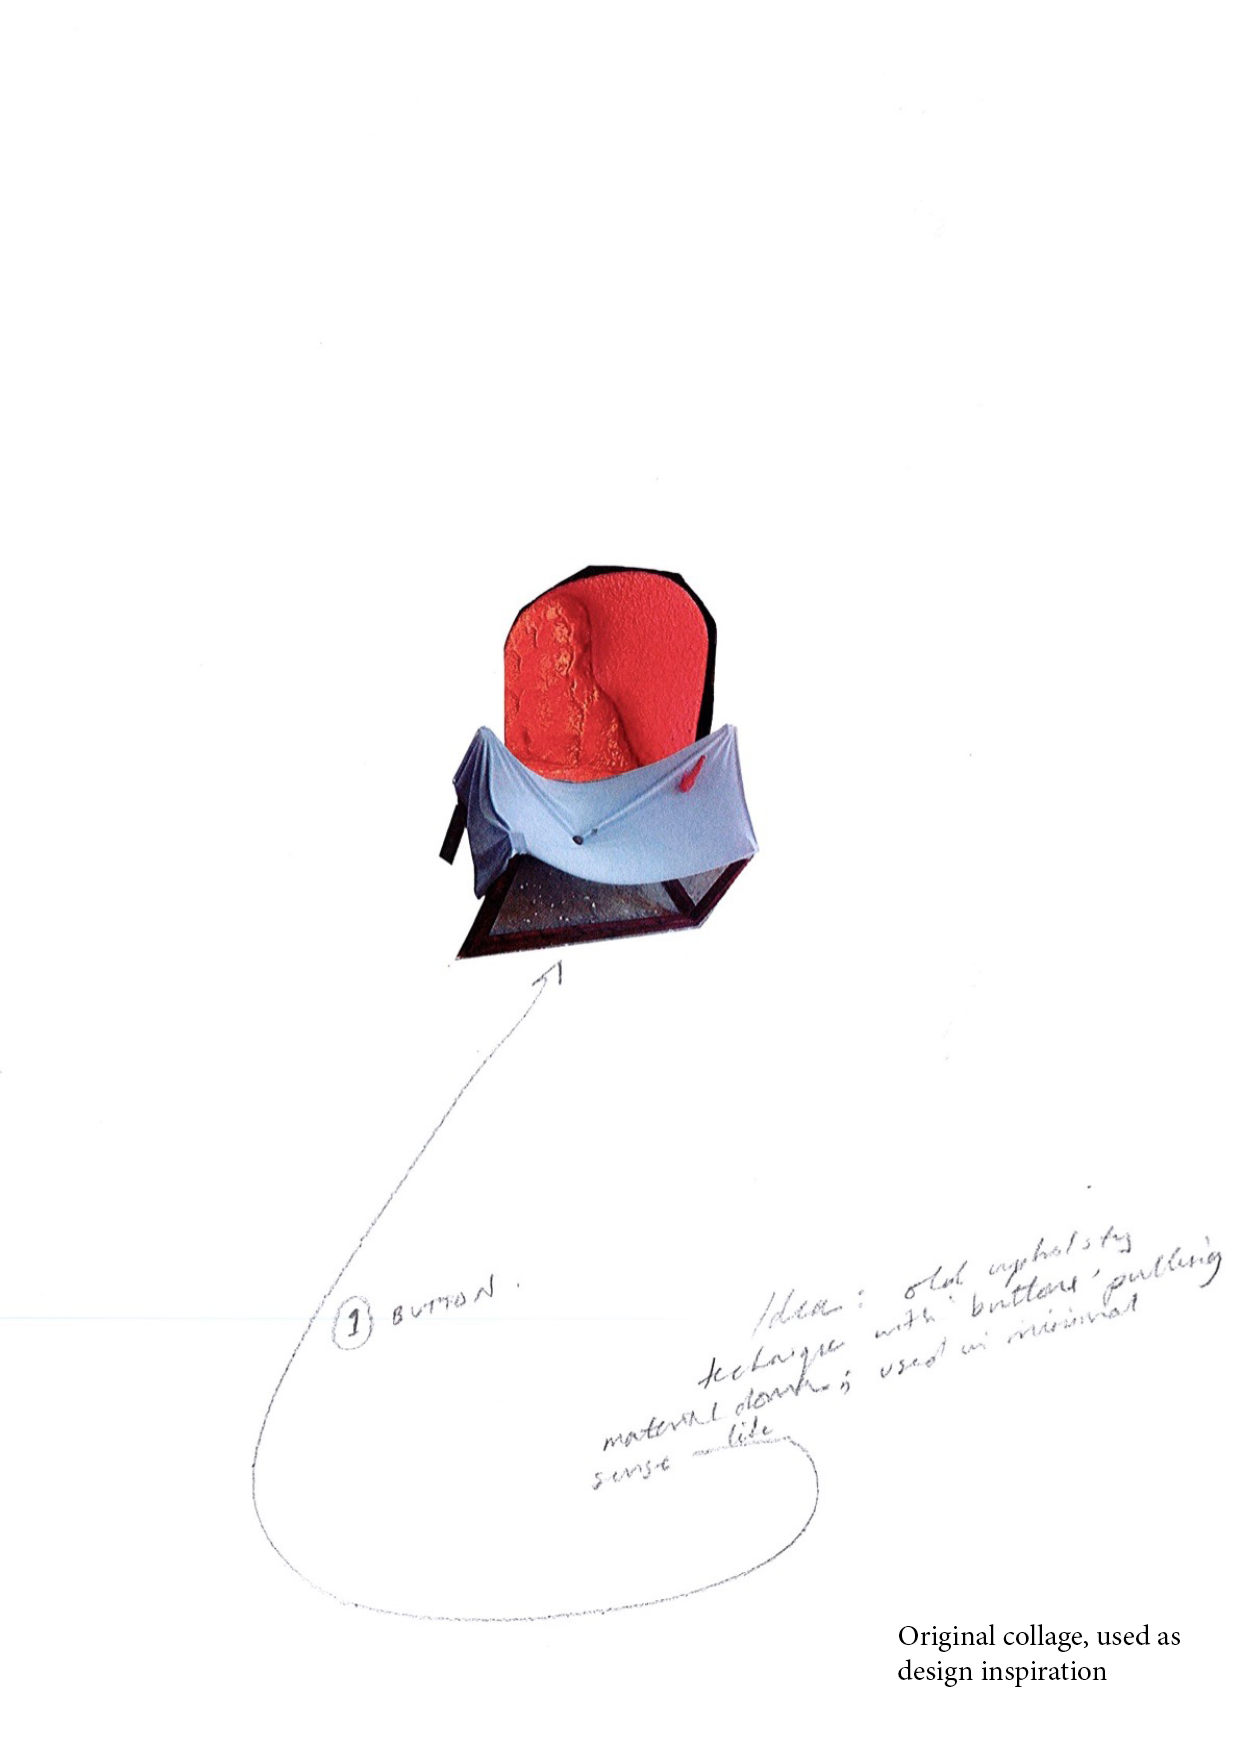 ① BUTTON.
Idea: old upholstry
technique with 'buttons' pulling
material down; used in minimal
sense – like
Original collage, used as
design inspiration